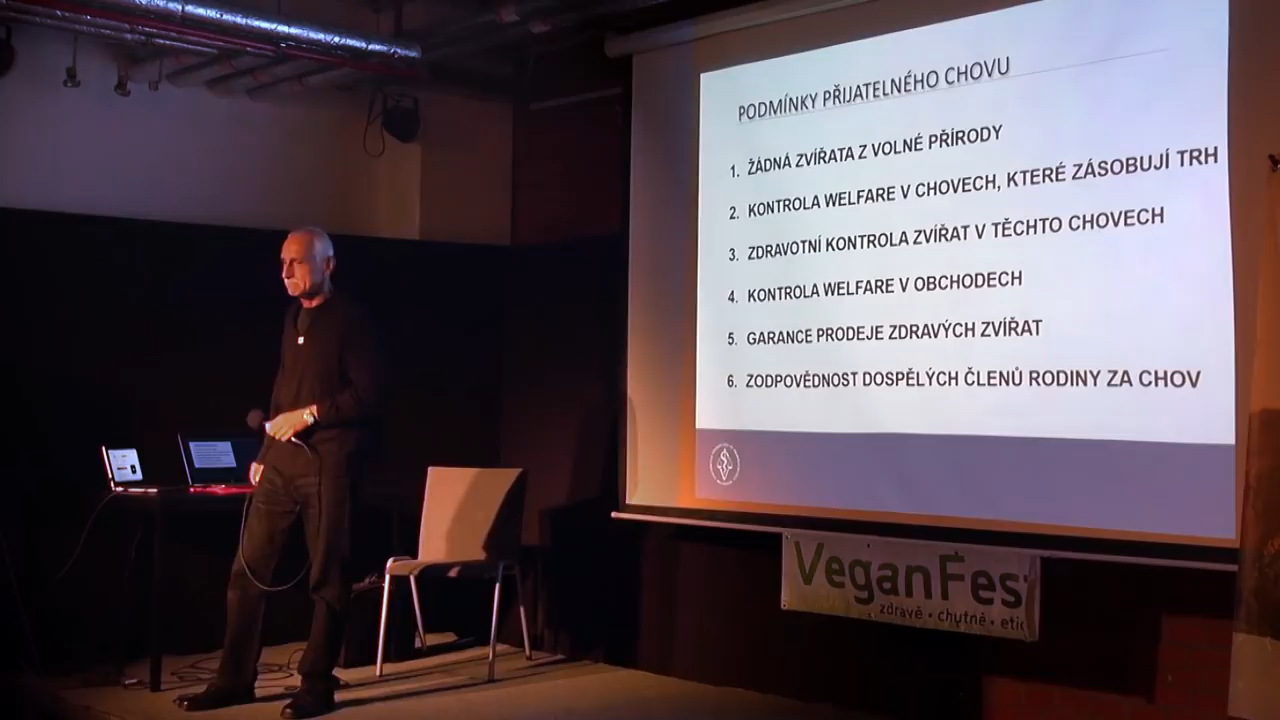 PODMÍNKY PŘIJATELNÉHO CHOVU
1. ŽÁDNÁ ZVÍŘATA Z VOLNÉ PŘÍRODY
2. KONTROLA WELFARE V CHOVECH, KTERÉ ZÁSOBUJÍ TRH
3. ZDRAVOTNÍ KONTROLA ZVÍŘAT V TĚCHTO CHOVECH
4. KONTROLA WELFARE V OBCHODECH
5. GARANCE PRODEJE ZDRAVÝCH ZVÍŘAT
6. ZODPOVĚDNOST DOSPĚLÝCH ČLENŮ RODINY ZA CHOV
VeganFes
zdravě • chutně • etic